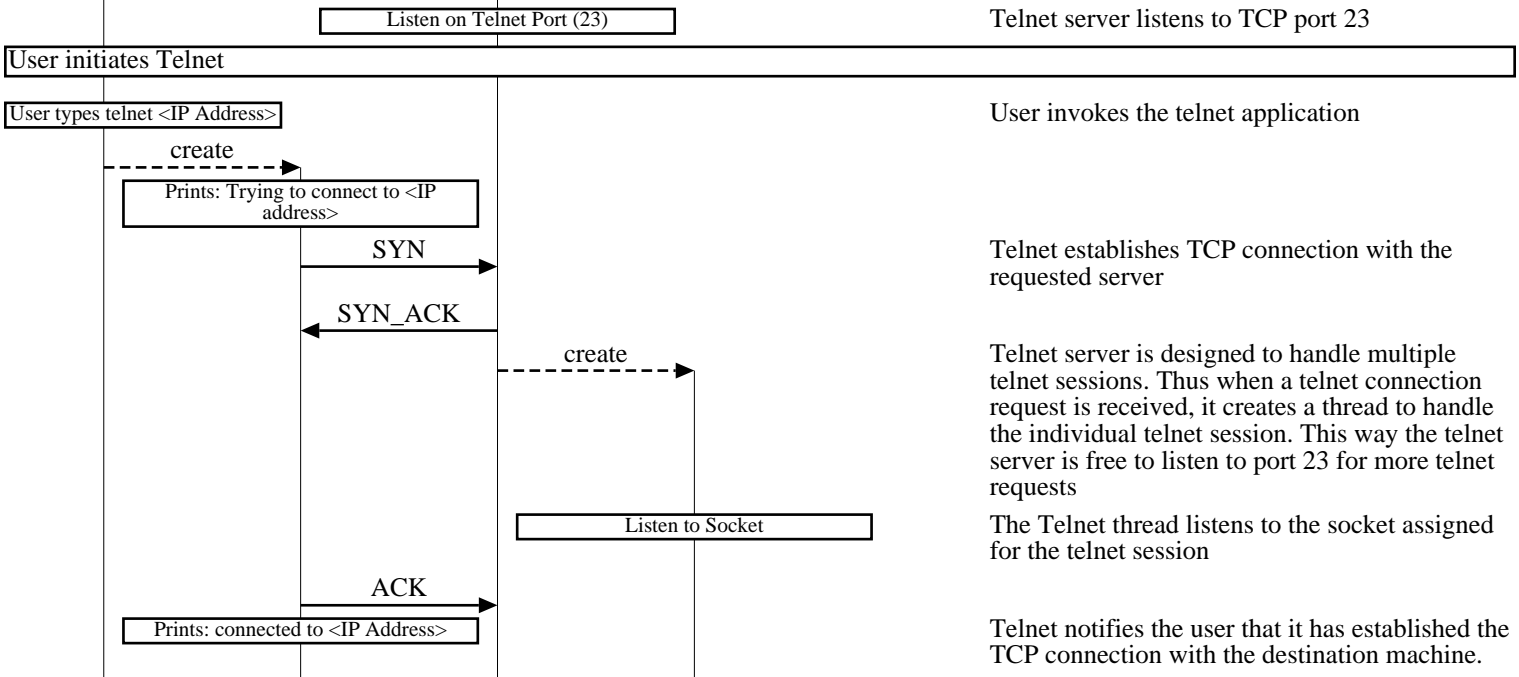 Listen on Telnet Port (23)
Telnet server listens to TCP port 23
User initiates Telnet
User types telnet <IP Address>
User invokes the telnet application
create
Prints: Trying to connect to <IP
address>
SYN
Telnet establishes TCP connection with the
requested server
SYN_ACK
create
Telnet server is designed to handle multiple
telnet sessions. Thus when a telnet connection
request is received, it creates a thread to handle
the individual telnet session. This way the telnet
server is free to listen to port 23 for more telnet
requests
Listen to Socket
The Telnet thread listens to the socket assigned
for the telnet session
ACK
Prints: connected to <IP Address>
Telnet notifies the user that it has established the
TCP connection with the destination machine.